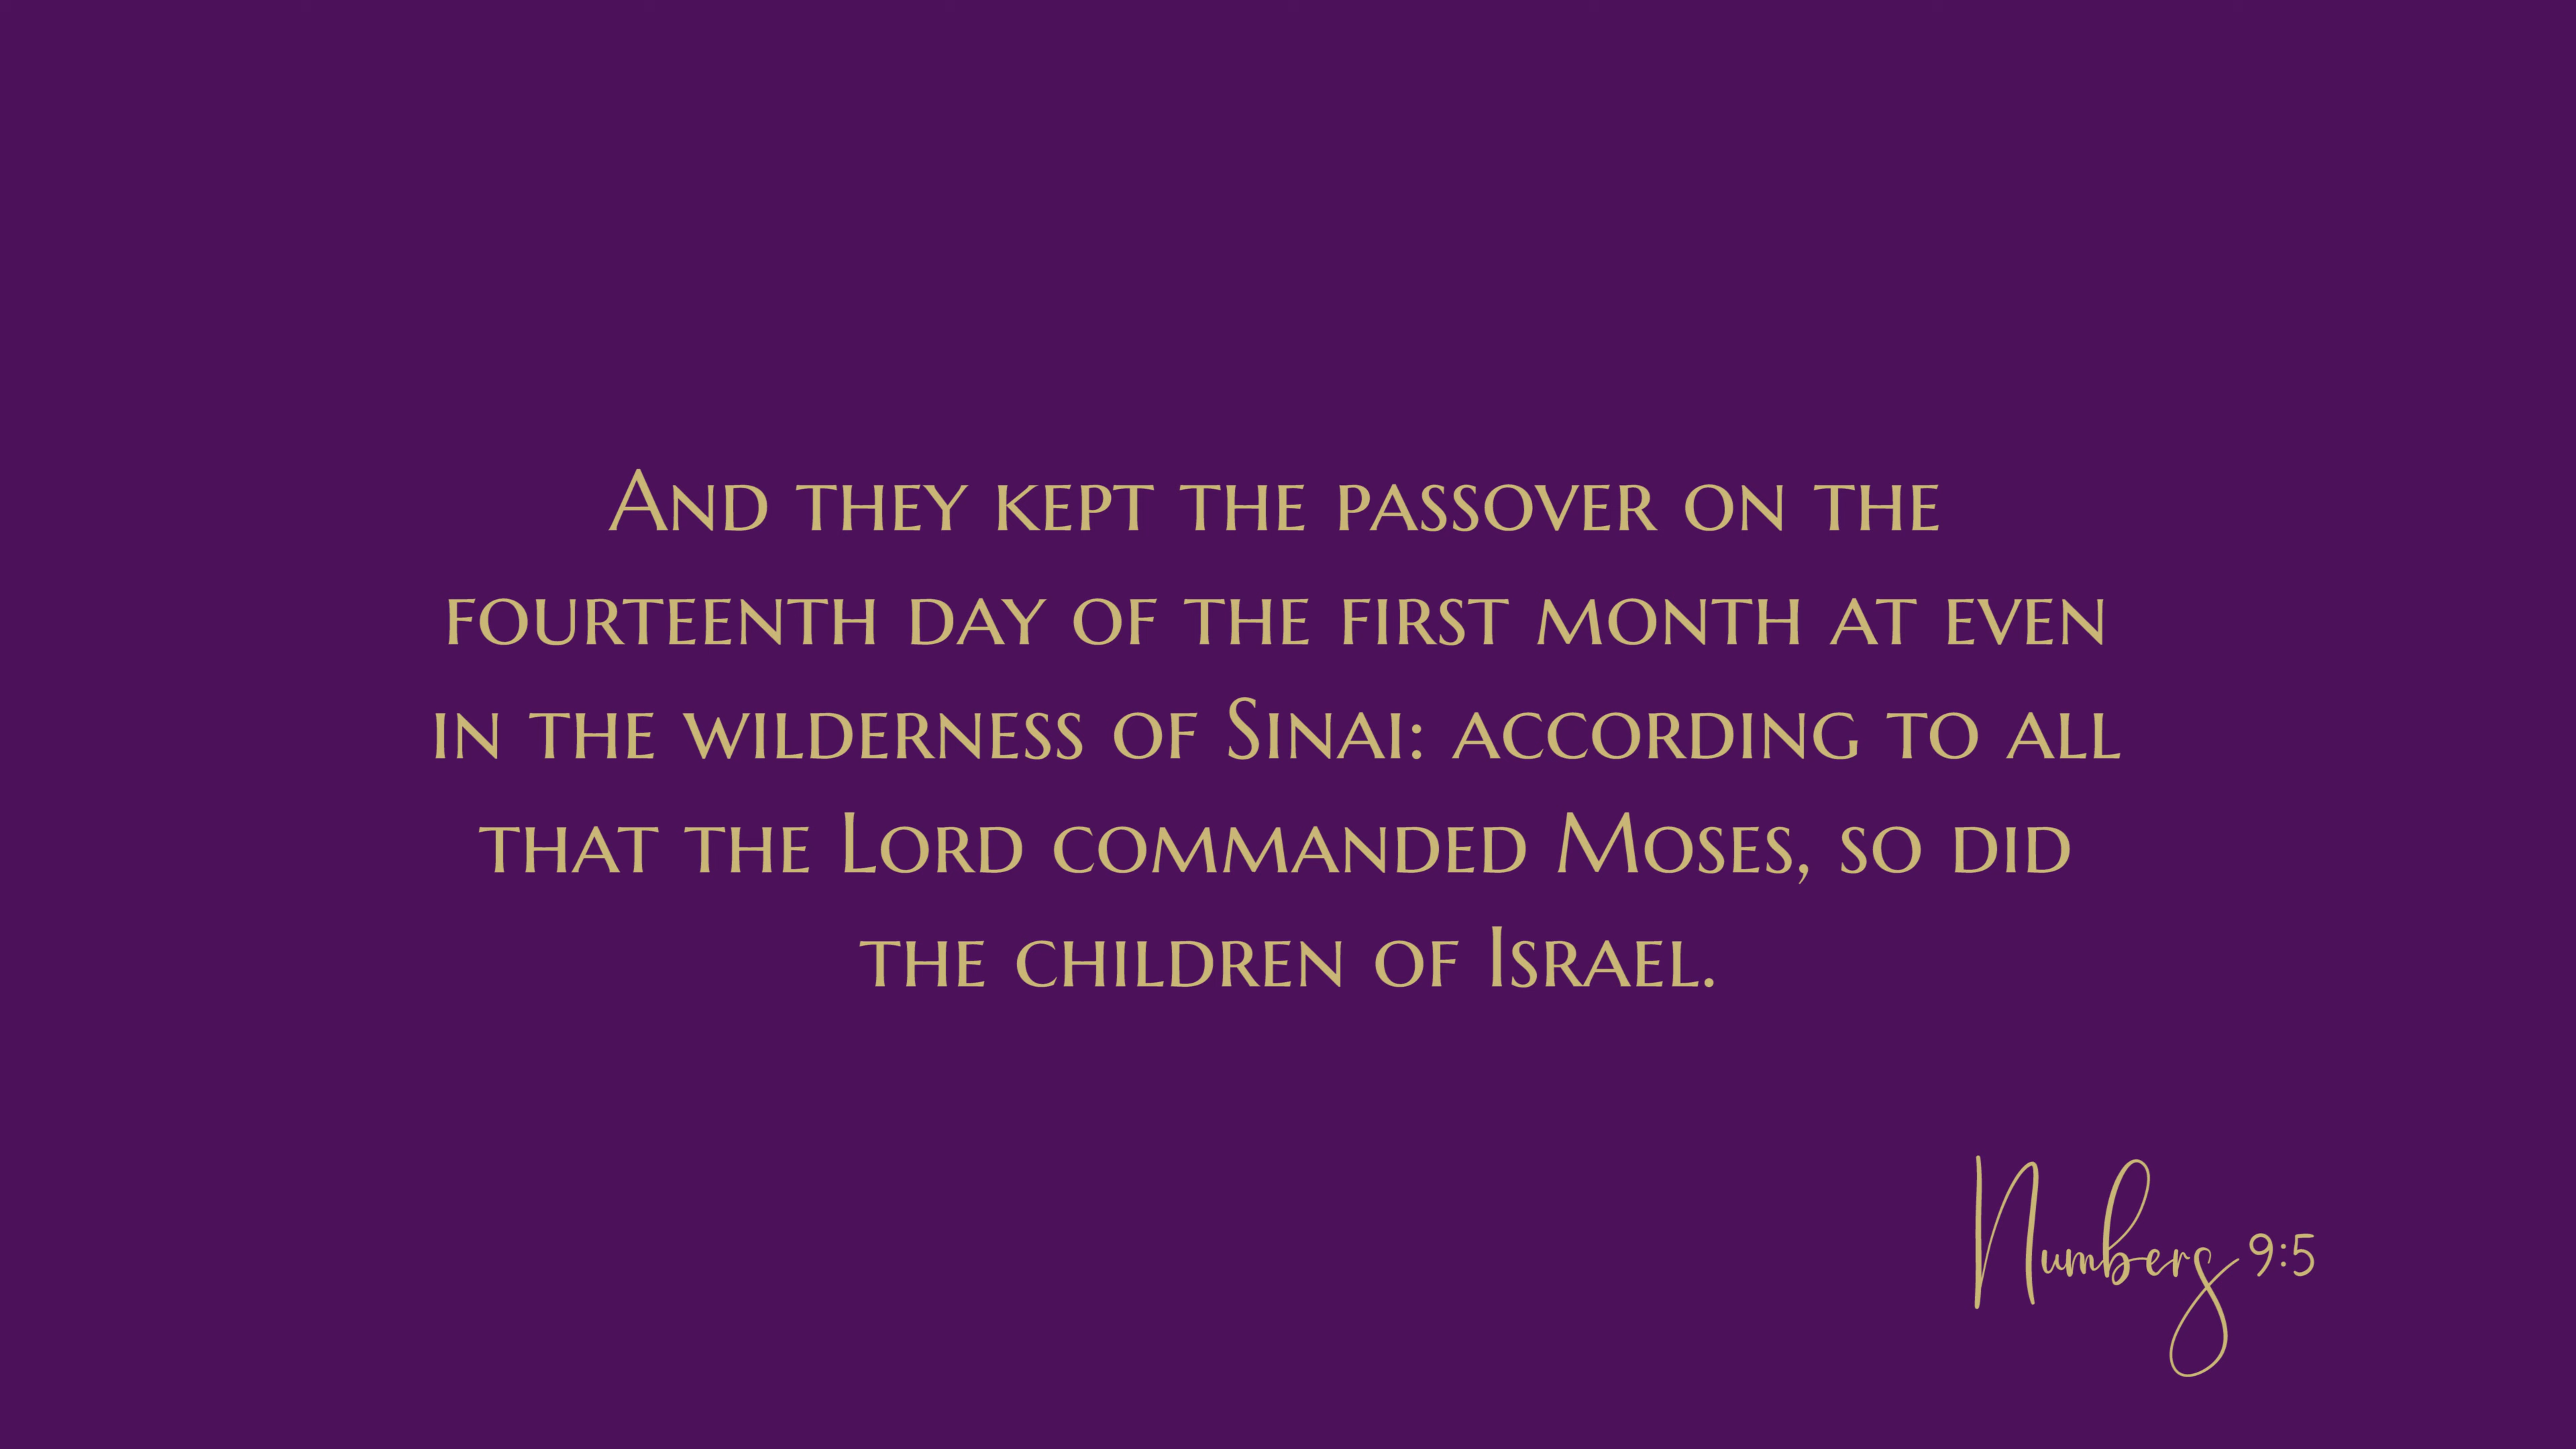 And they kept the passover on the
fourteenth day of the first month at even
in the wilderness of Sinai: according to all
that the Lord commanded Moses, so did
the children of Israel.
Numbers 9:5